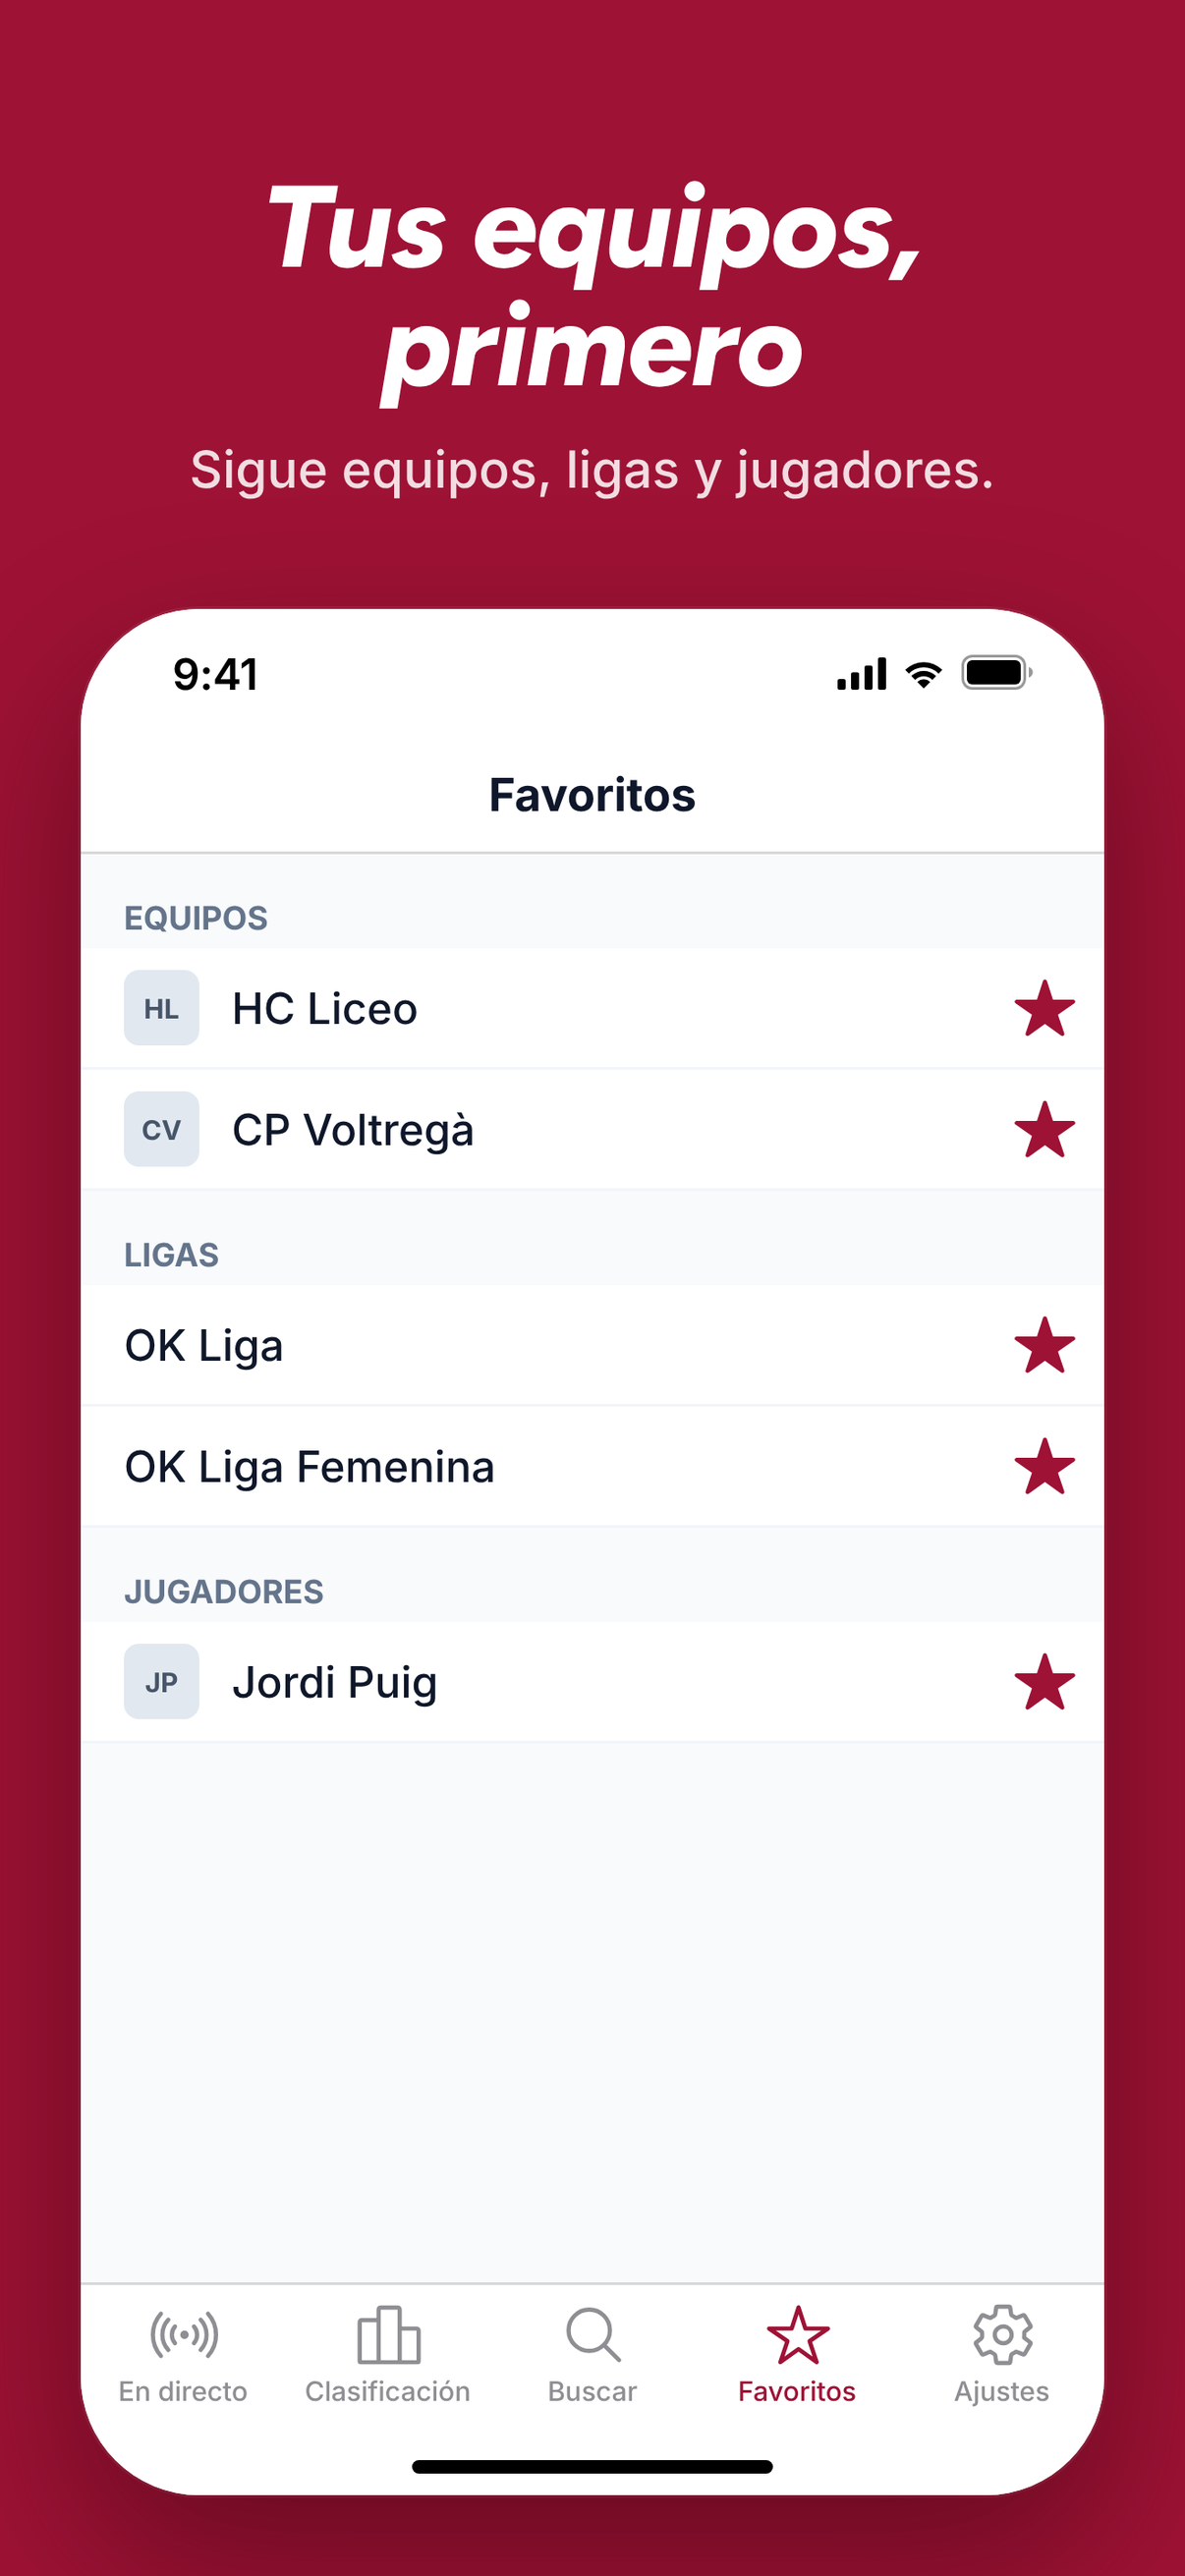 Tus equipos,
primero
Sigue equipos, ligas y jugadores.
9:41
Favoritos
EQUIPOS
HL HC Liceo
CV CP Voltregà
LIGAS
OK Liga
OK Liga Femenina
JUGADORES
JP Jordi Puig
En directo Clasificación Buscar Favoritos Ajustes